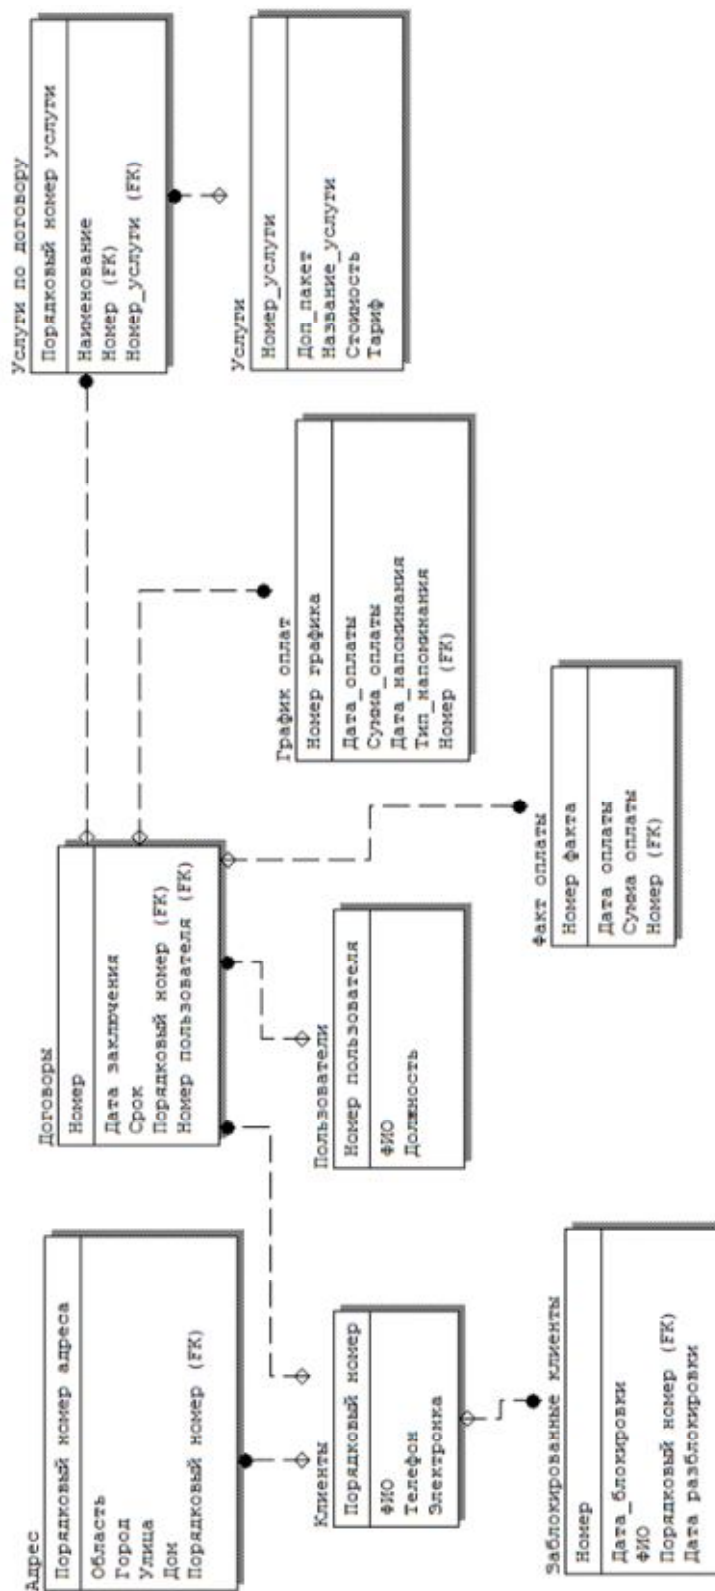 Адрес
Порядковый номер адреса
Область
Город
Улица
Дом
Порядковый номер (FK)
Договоры
Номер
Дата заключения
Срок
Порядковый номер (FK)
Номер пользователя (FK)
Услуги по договору
Порядковый номер услуги
Наименование
Номер (FK)
Номер_услуги (FK)
Клиенты
Порядковый номер
ФИО
Телефон
Электронка
Пользователи
Номер пользователя
ФИО
Должность
График оплат
Номер графика
Дата_оплаты
Сумма_оплаты
Дата_напоминания
Тип_напоминания
Номер (FK)
Услуги
Номер_услуги
Доп_пакет
Название_услуги
Стоимость
Тариф
Заблокированные клиенты
Номер
Дата_блокировки
ФИО
Порядковый номер (FK)
Дата разблокировки
Факт оплаты
Номер факта
Дата оплаты
Сумма оплаты
Номер (FK)